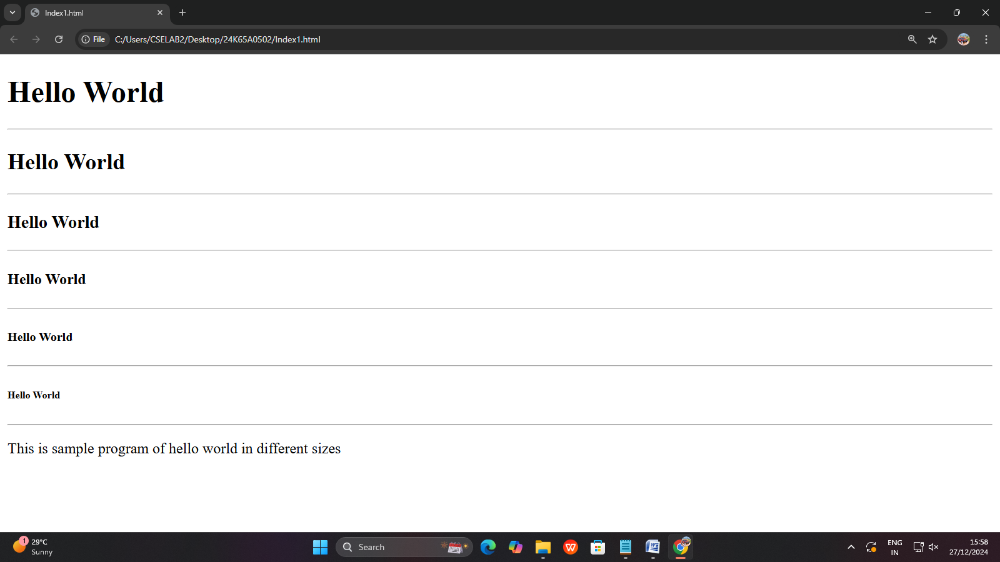 Index1.html
File C:/Users/CSELAB2/Desktop/24K65A0502/Index1.html
Hello World
Hello World
Hello World
Hello World
Hello World
Hello World
This is sample program of hello world in different sizes
1
29°C
Sunny
Search
W
W
ENG
IN
15:58
27/12/2024